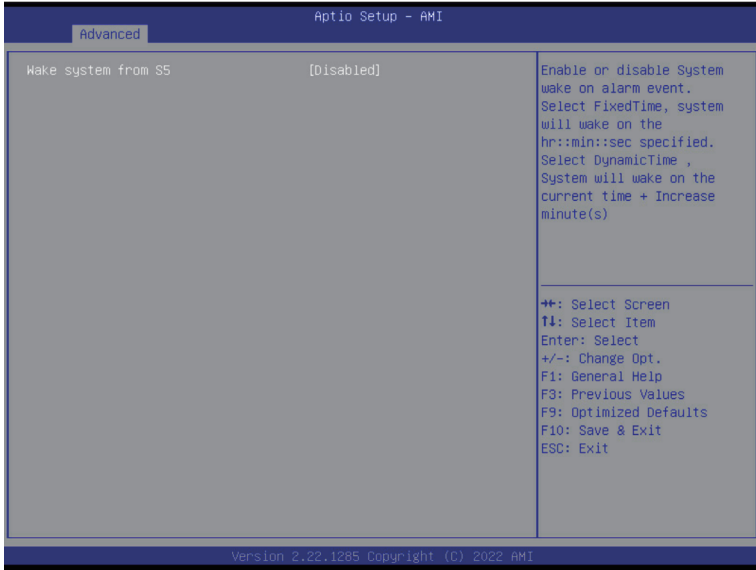 Aptio Setup - AMI
Advanced
Wake system from S5 [Disabled]
Enable or disable System
wake on alarm event.
Select FixedTime, system
will wake on the
hr::min::sec specified.
Select DynamicTime ,
System will wake on the
current time + Increase
minute(s)
→←: Select Screen
↑↓: Select Item
Enter: Select
+/-: Change Opt.
F1: General Help
F3: Previous Values
F9: Optimized Defaults
F10: Save & Exit
ESC: Exit
Version 2.22.1285 Copyright (C) 2022 AMI